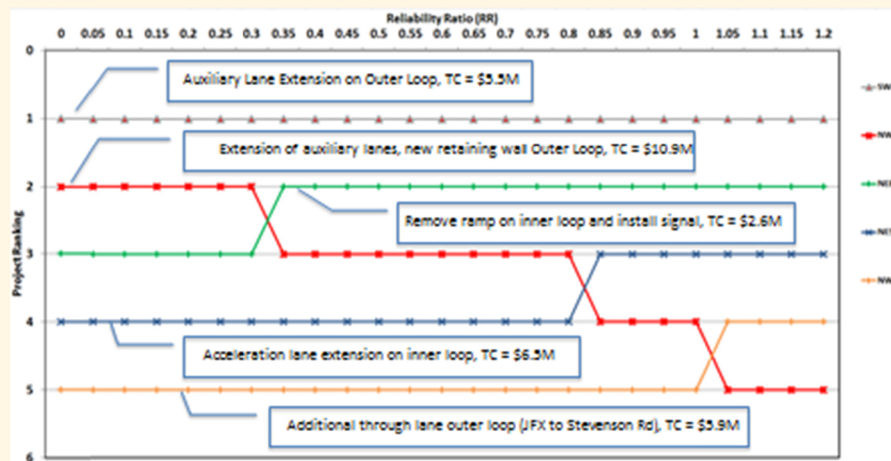 Reliability Ratio (RR)
0 0.05 0.1 0.15 0.2 0.25 0.3 0.35 0.4 0.45 0.5 0.55 0.6 0.65 0.7 0.75 0.8 0.85 0.9 0.95 1 1.05 1.1 1.15 1.2
Project Ranking
0
1
2
3
4
5
6
Auxiliary Lane Extension on Outer Loop, TC = $5.5M
Extension of auxiliary lanes, new retaining wall Outer Loop, TC = $10.9M
Remove ramp on inner loop and install signal, TC = $2.6M
Acceleration lane extension on inner loop, TC = $6.5M
Additional through lane outer loop (JFX to Stevenson Rd), TC = $5.9M
SW
NW
NE
NE
NW